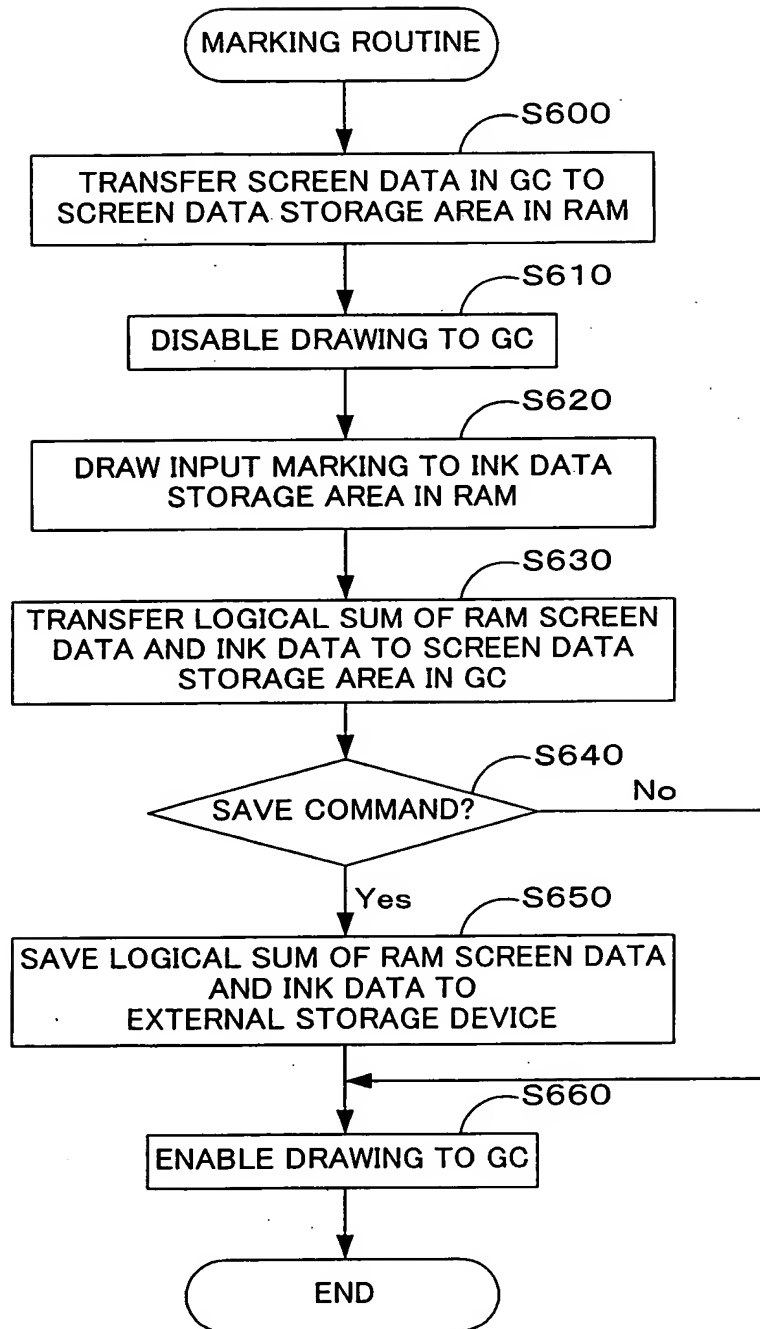 MARKING ROUTINE
S600
TRANSFER SCREEN DATA IN GC TO
SCREEN DATA STORAGE AREA IN RAM
S610
DISABLE DRAWING TO GC
S620
DRAW INPUT MARKING TO INK DATA
STORAGE AREA IN RAM
S630
TRANSFER LOGICAL SUM OF RAM SCREEN
DATA AND INK DATA TO SCREEN DATA
STORAGE AREA IN GC
S640
SAVE COMMAND?
No
Yes
S650
SAVE LOGICAL SUM OF RAM SCREEN DATA
AND INK DATA TO
EXTERNAL STORAGE DEVICE
S660
ENABLE DRAWING TO GC
END